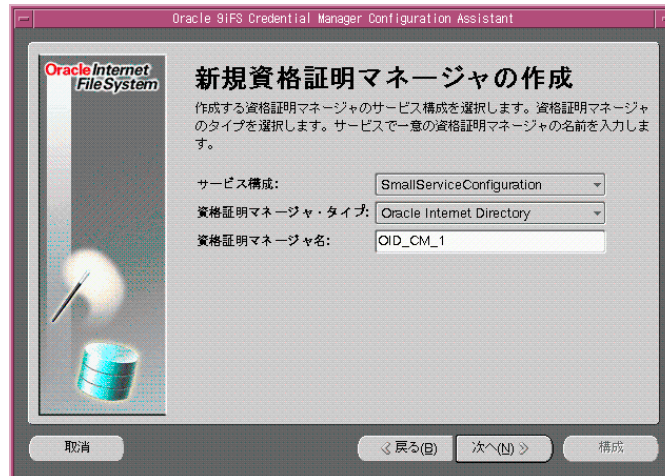 Oracle 9iFS Credential Manager Configuration Assistant
Oracle Internet
File System
新規資格証明マネージャの作成
作成する資格証明マネージャのサービス構成を選択します。資格証明マネージャ
のタイプを選択します。サービスで一意の資格証明マネージャの名前を入力しま
す。
サービス構成: SmallServiceConfiguration
資格証明マネージャ・タイプ: Oracle Internet Directory
資格証明マネージャ名: OID_CM_1
取消 戻る(B) 次へ(N) 構成